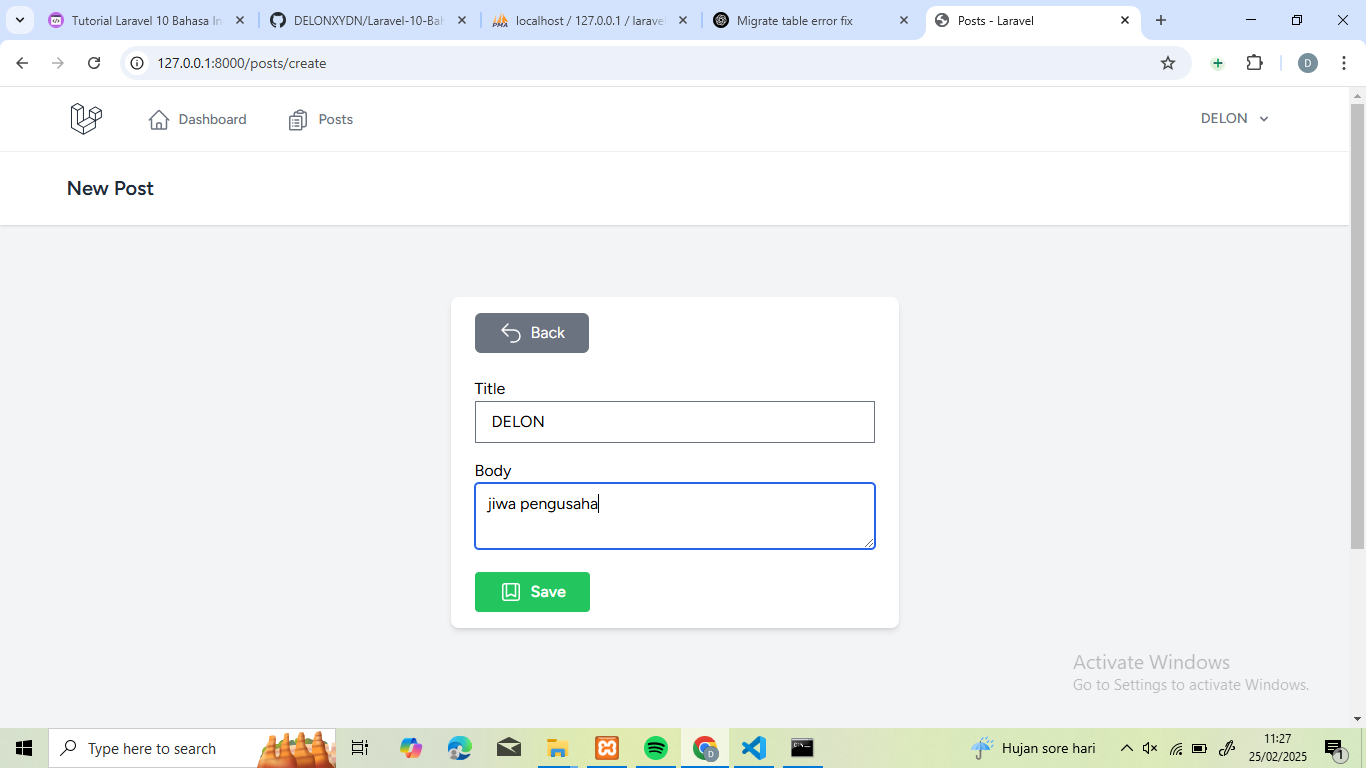 Tutorial Laravel 10 Bahasa In
DELONXYDN/Laravel-10-Bah
localhost / 127.0.0.1 / larave
Migrate table error fix
Posts - Laravel
127.0.0.1:8000/posts/create
D
Dashboard
Posts
DELON
New Post
Back
Title
DELON
Body
jiwa pengusaha
Save
Activate Windows
Go to Settings to activate Windows.
Type here to search
Hujan sore hari
11:27
25/02/2025
1